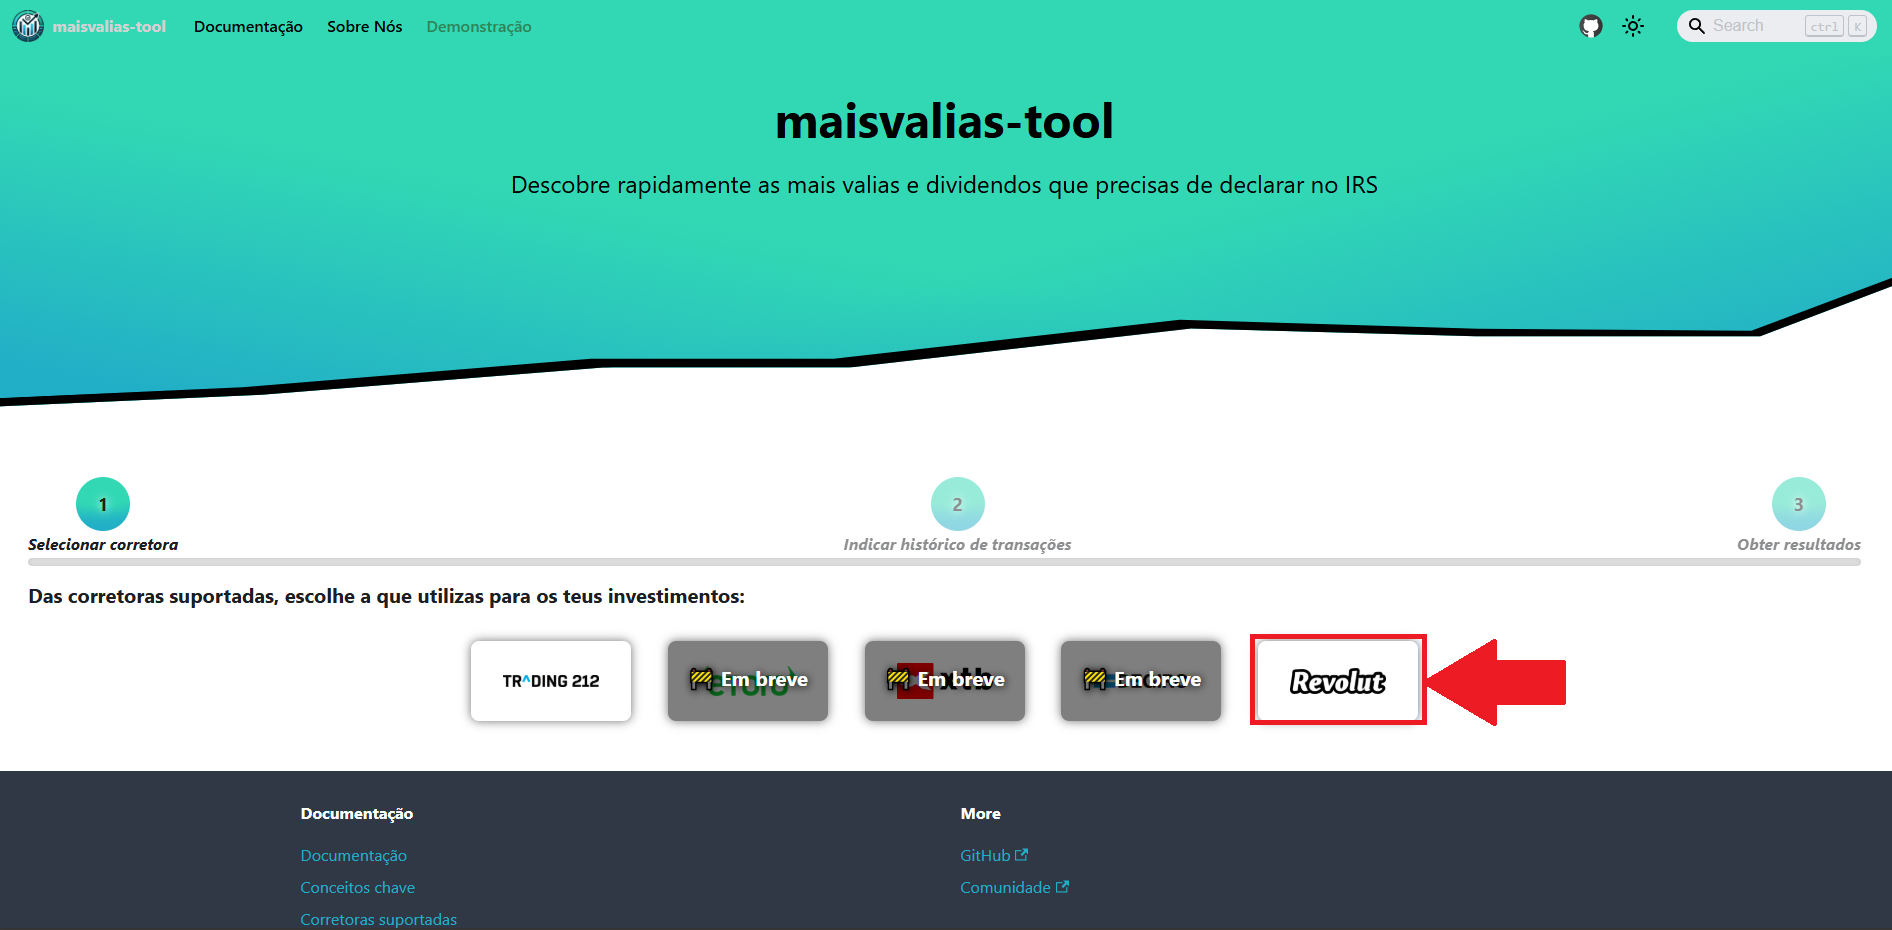 maisvalias-tool Documentação Sobre Nós Demonstração Search ctrl K
maisvalias-tool
Descobre rapidamente as mais valias e dividendos que precisas de declarar no IRS
1 2 3
Selecionar corretora Indicar histórico de transações Obter resultados
Das corretoras suportadas, escolhe a que utilizas para os teus investimentos:
TRADING 212 Em breve Em breve Em breve Revolut
Documentação More
Documentação GitHub
Conceitos chave Comunidade
Corretoras suportadas